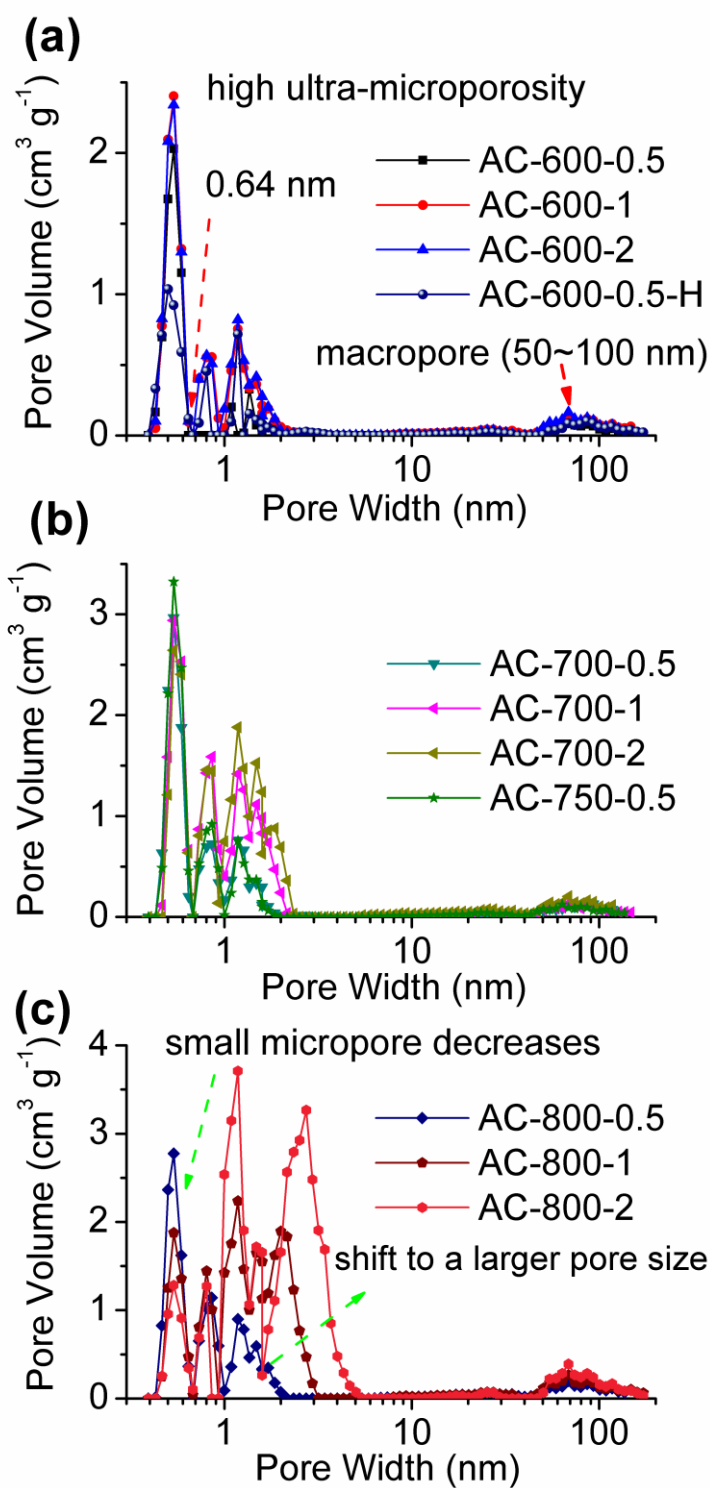 (a)
Pore Volume (cm³ g⁻¹)
2
1
0
high ultra-microporosity
0.64 nm
AC-600-0.5
AC-600-1
AC-600-2
AC-600-0.5-H
macropore (50~100 nm)
1 10 100
Pore Width (nm)
(b)
Pore Volume (cm³ g⁻¹)
3
2
1
0
AC-700-0.5
AC-700-1
AC-700-2
AC-750-0.5
1 10 100
Pore Width (nm)
(c)
Pore Volume (cm³ g⁻¹)
4
3
2
1
0
small micropore decreases
AC-800-0.5
AC-800-1
AC-800-2
shift to a larger pore size
1 10 100
Pore Width (nm)